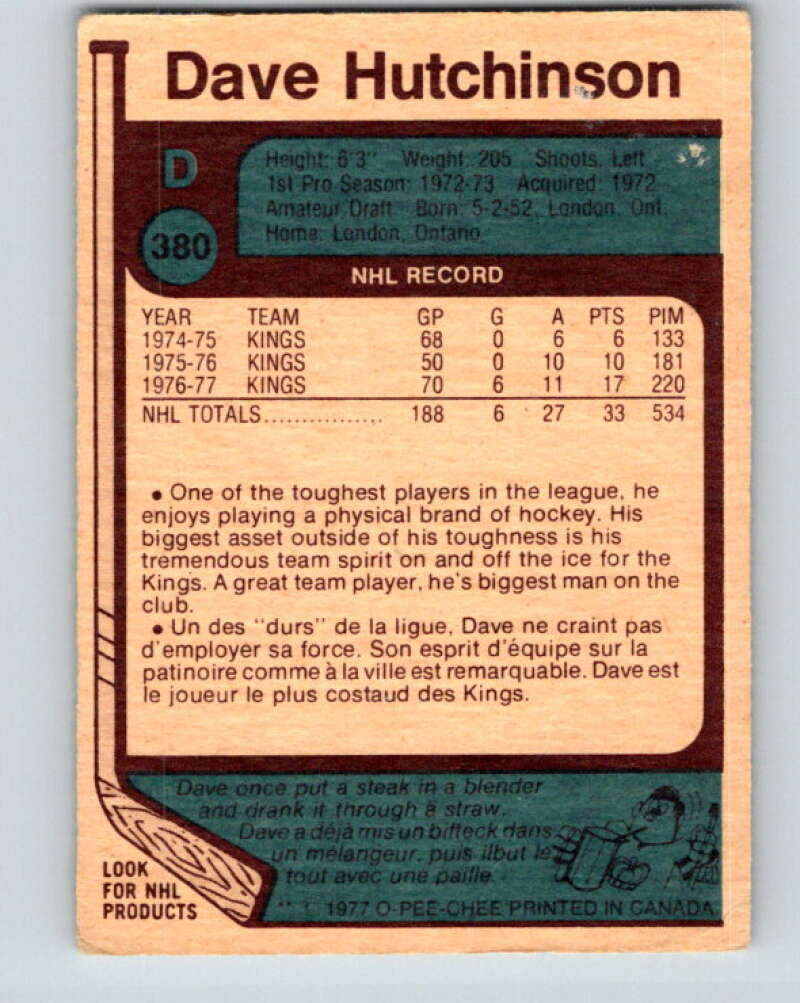 Dave Hutchinson
D
380
Height: 6'3" Weight: 205 Shoots: Left
1st Pro Season: 1972-73 Acquired: 1972
Amateur Draft Born: 5-2-52, London, Ont.
Home: London, Ontario
NHL RECORD
YEAR TEAM GP G A PTS PIM
1974-75 KINGS 68 0 6 6 133
1975-76 KINGS 50 0 10 10 181
1976-77 KINGS 70 6 11 17 220
NHL TOTALS................ 188 6 27 33 534
• One of the toughest players in the league, he
enjoys playing a physical brand of hockey. His
biggest asset outside of his toughness is his
tremendous team spirit on and off the ice for the
Kings. A great team player, he's biggest man on the
club.
• Un des "durs" de la ligue, Dave ne craint pas
d'employer sa force. Son esprit d'équipe sur la
patinoire comme à la ville est remarquable. Dave est
le joueur le plus costaud des Kings.
Dave once put a steak in a blender
and drank it through a straw.
Dave a déjà mis un bifteck dans
un mélangeur, puis ilbut le
tout avec une paille.
LOOK
FOR NHL
PRODUCTS
1977 O-PEE-CHEE PRINTED IN CANADA